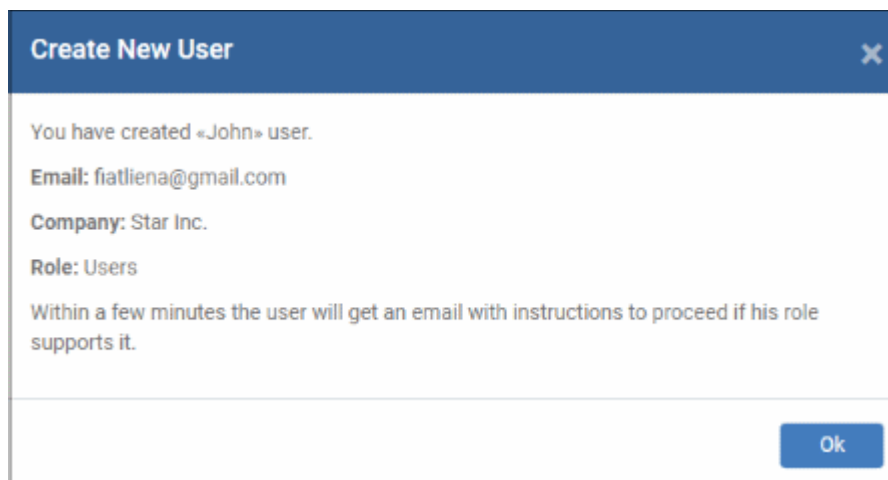 Create New User
You have created «John» user.
Email: fiatliena@gmail.com
Company: Star Inc.
Role: Users
Within a few minutes the user will get an email with instructions to proceed if his role
supports it.
Ok